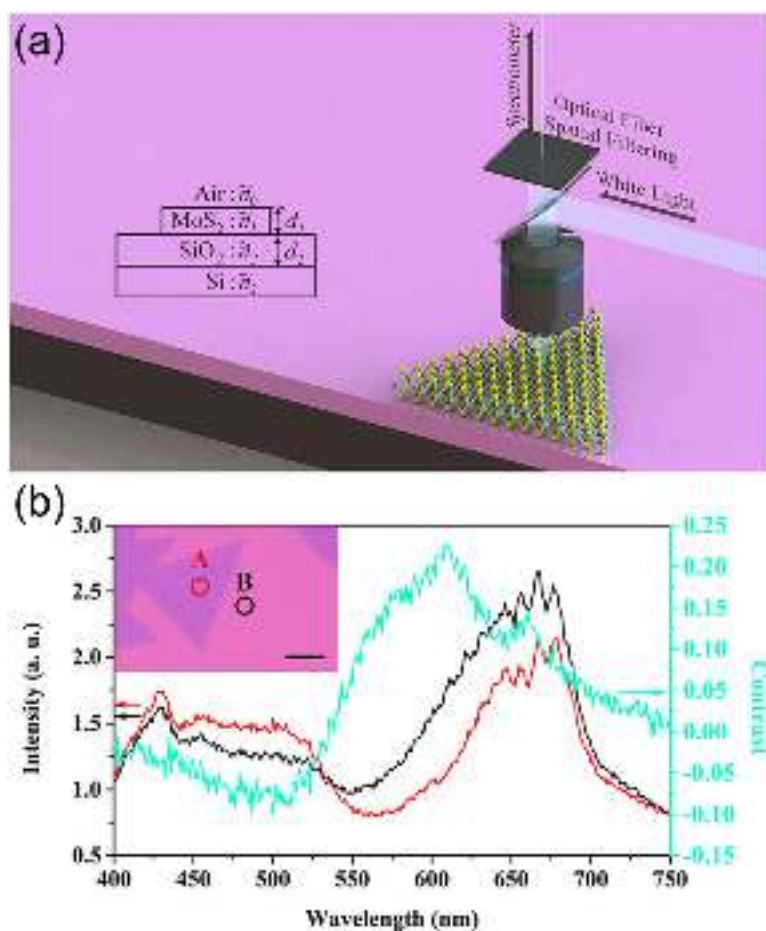 (a)
Spectrometer
Optical Fiber
Spatial Filtering
White Light
Air : ñ₀
MoS₂ : ñ₁ d₁
SiO₂ : ñ₂ d₂
Si : ñ₃
(b)
3.0
2.5
2.0
1.5
1.0
0.5
Intensity (a. u.)
A
B
0.25
0.20
0.15
0.10
0.05
0.00
-0.05
-0.10
-0.15
Contrast
400 450 500 550 600 650 700 750
Wavelength (nm)